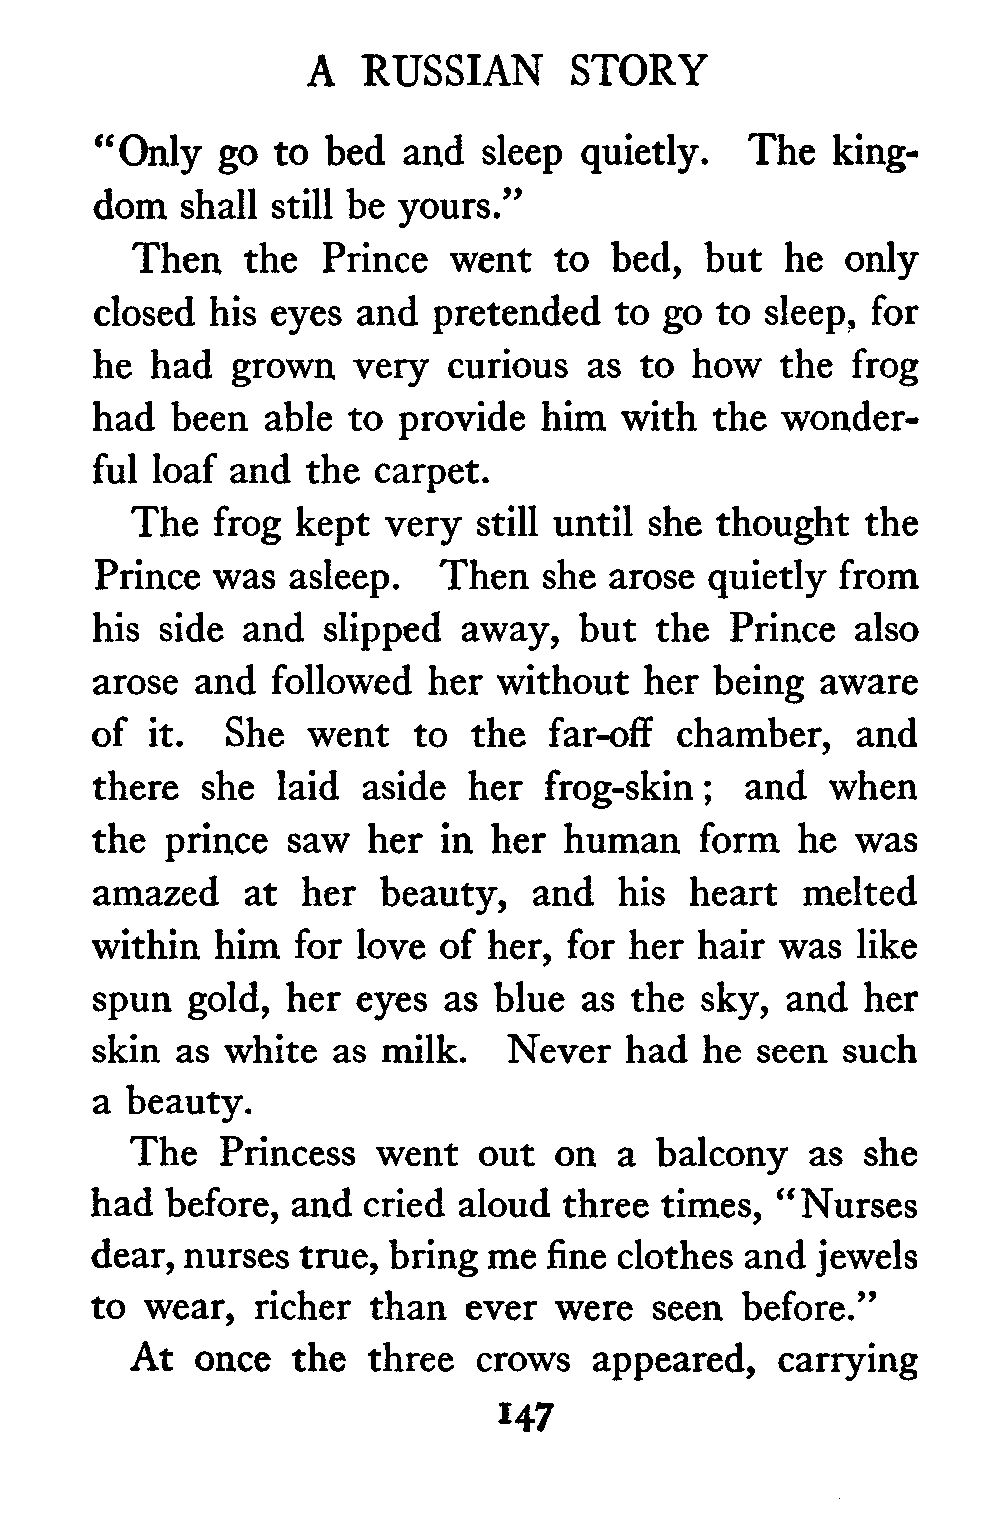 A RUSSIAN STORY
“Only go to bed and sleep quietly. The king-
dom shall still be yours.”
Then the Prince went to bed, but he only
closed his eyes and pretended to go to sleep, for
he had grown very curious as to how the frog
had been able to provide him with the wonder-
ful loaf and the carpet.
The frog kept very still until she thought the
Prince was asleep. Then she arose quietly from
his side and slipped away, but the Prince also
arose and followed her without her being aware
of it. She went to the far-off chamber, and
there she laid aside her frog-skin; and when
the prince saw her in her human form he was
amazed at her beauty, and his heart melted
within him for love of her, for her hair was like
spun gold, her eyes as blue as the sky, and her
skin as white as milk. Never had he seen such
a beauty.
The Princess went out on a balcony as she
had before, and cried aloud three times, “Nurses
dear, nurses true, bring me fine clothes and jewels
to wear, richer than ever were seen before.”
At once the three crows appeared, carrying
147